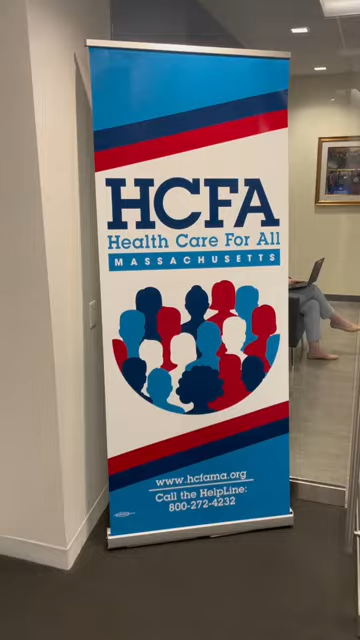 HCFA
Health Care For All
MASSACHUSETTS
www.hcfama.org
Call the HelpLine:
800-272-4232